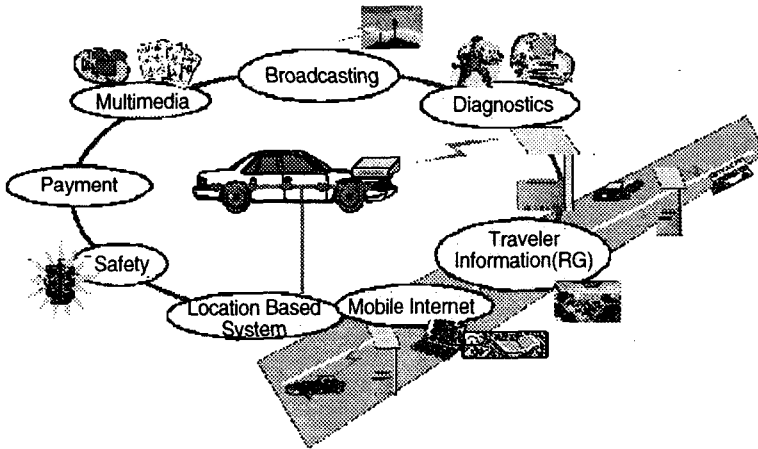 Broadcasting
Multimedia
Diagnostics
Payment
Traveler
Information(RG)
Safety
Location Based
System
Mobile Internet